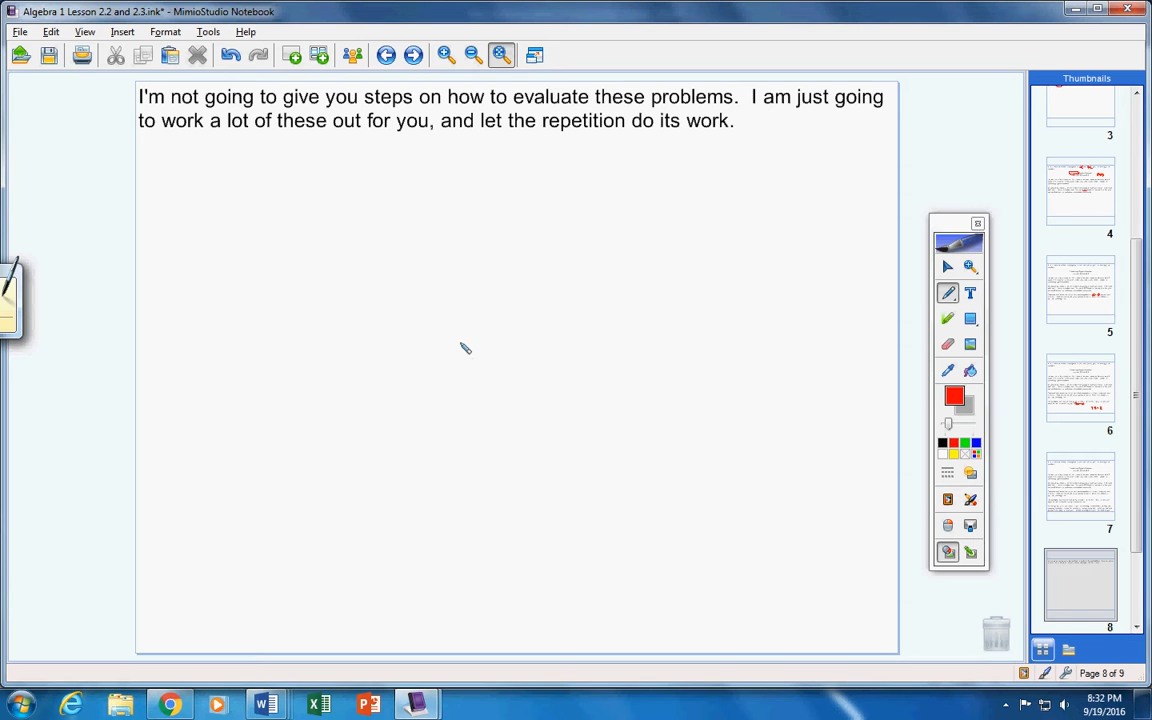 Algebra 1 Lesson 2.2 and 2.3.ink* - MimioStudio Notebook
File Edit View Insert Format Tools Help
I'm not going to give you steps on how to evaluate these problems. I am just going
to work a lot of these out for you, and let the repetition do its work.
Thumbnails
3
4
5
6
7
8
Page 8 of 9
8:32 PM
9/19/2016